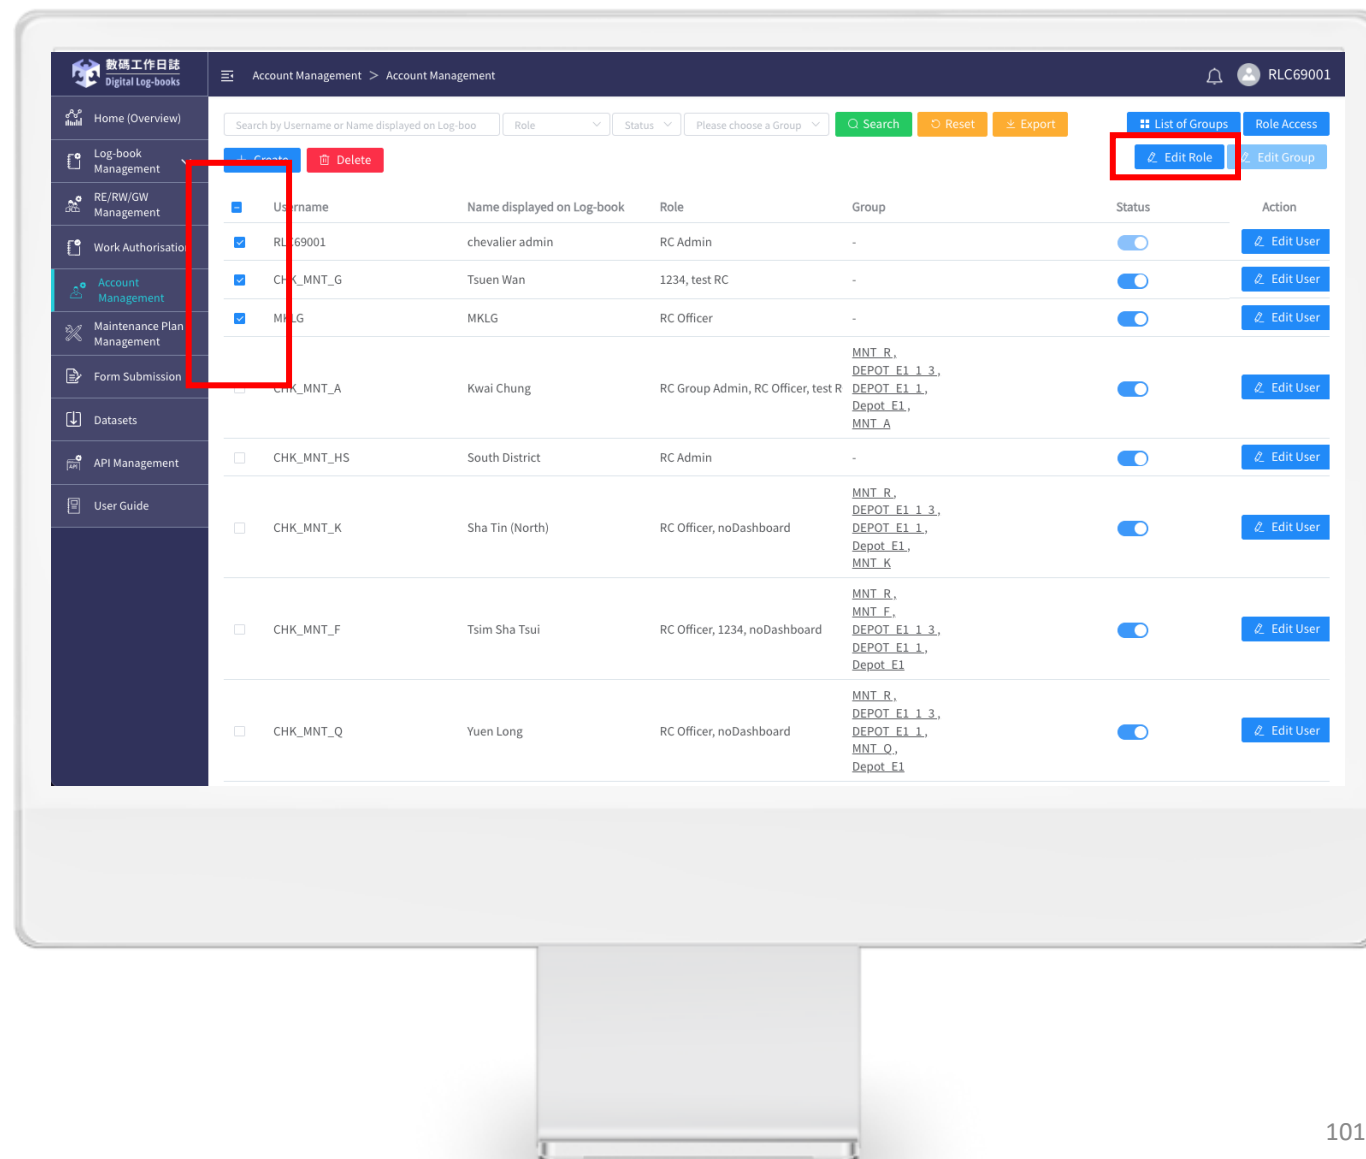 數碼工作日誌
Digital Log-books
Account Management > Account Management
RLC69001
Home (Overview)
Log-book
Management
RE/RW/GW
Management
Work Authorisation
Account
Management
Maintenance Plan
Management
Form Submission
Datasets
API Management
User Guide
Search by Username or Name displayed on Log-boo
Role
Status
Please choose a Group
Search
Reset
Export
List of Groups
Role Access
+ Create
Delete
Edit Role
Edit Group
Username Name displayed on Log-book Role Group Status Action
RLC69001 chevalier admin RC Admin - Edit User
CHK_MNT_G Tsuen Wan 1234, test RC - Edit User
MKLG MKLG RC Officer - Edit User
CHK_MNT_A Kwai Chung RC Group Admin, RC Officer, test R
MNT_R,
DEPOT_E1_1_3,
DEPOT_E1_1,
Depot_E1,
MNT_A
Edit User
CHK_MNT_HS South District RC Admin - Edit User
CHK_MNT_K Sha Tin (North) RC Officer, noDashboard
MNT_R,
DEPOT_E1_1_3,
DEPOT_E1_1,
Depot_E1,
MNT_K
Edit User
CHK_MNT_F Tsim Sha Tsui RC Officer, 1234, noDashboard
MNT_R,
MNT_F,
DEPOT_E1_1_3,
DEPOT_E1_1,
Depot_E1
Edit User
CHK_MNT_Q Yuen Long RC Officer, noDashboard
MNT_R,
DEPOT_E1_1_3,
DEPOT_E1_1,
MNT_Q,
Depot_E1
Edit User
101